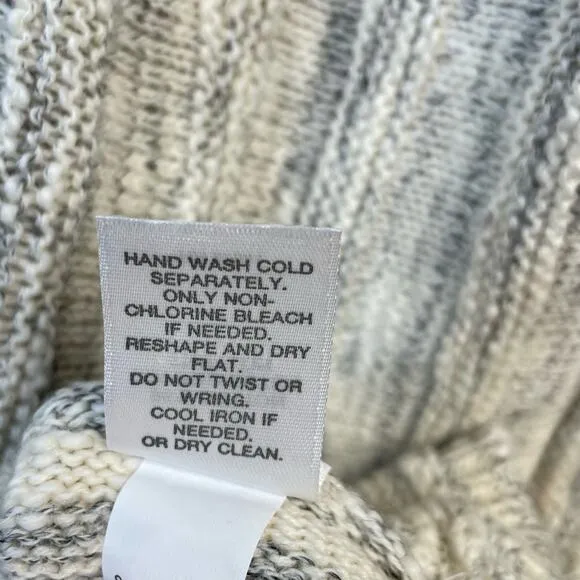 HAND WASH COLD
SEPARATELY.
ONLY NON-
CHLORINE BLEACH
IF NEEDED.
RESHAPE AND DRY
FLAT.
DO NOT TWIST OR
WRING.
COOL IRON IF
NEEDED.
OR DRY CLEAN.